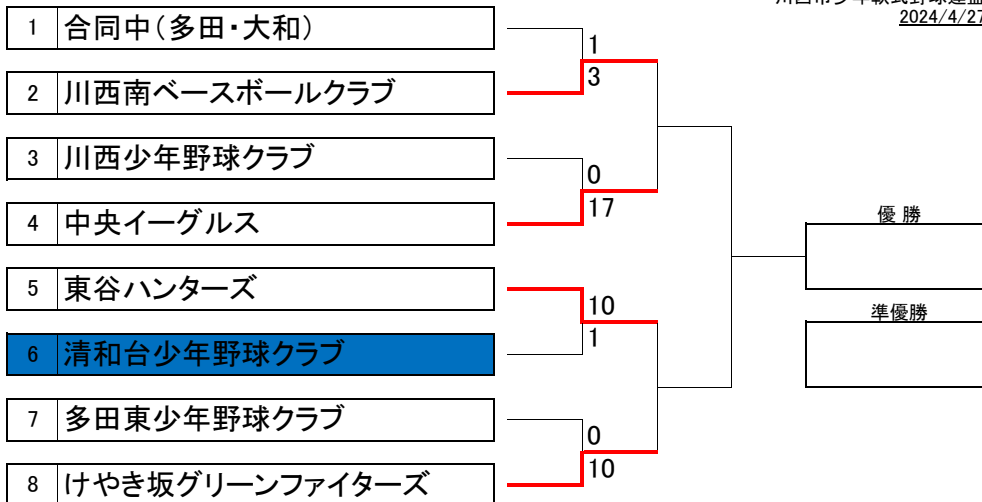 2024/4/27
1 合同中(多田・大和)
2 川西南ベースボールクラブ
3 川西少年野球クラブ
4 中央イーグルス
5 東谷ハンターズ
6 清和台少年野球クラブ
7 多田東少年野球クラブ
8 けやき坂グリーンファイターズ
1
3
0
17
10
1
0
10
優 勝
準優勝